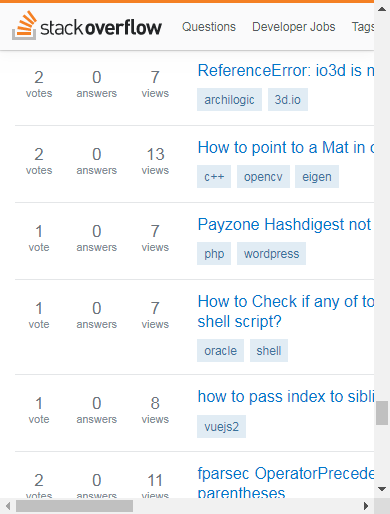 stackoverflow Questions Developer Jobs Tags
2 0 7 ReferenceError: io3d is n
votes answers views
archilogic 3d.io
2 0 13 How to point to a Mat in
votes answers views
c++ opencv eigen
1 0 7 Payzone Hashdigest not
vote answers views
php wordpress
1 0 7 How to Check if any of to
vote answers views shell script?
oracle shell
1 0 8 how to pass index to sibli
vote answers views
vuejs2
2 0 11 fparsec OperatorPrecede
votes answers views parentheses